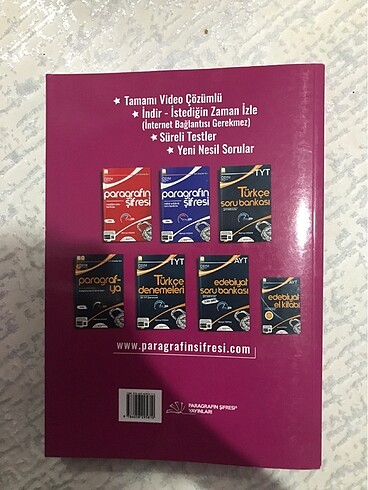 ★ Tamamı Video Çözümlü
★ İndir - İstediğin Zaman İzle
(İnternet Bağlantısı Gerekmez)
★ Süreli Testler
★ Yeni Nesil Sorular
paragrafın
şifresi
paragrafın
şifresi
TYT
Türkçe
soru bankası
paragraf-
ya
TYT
Türkçe
denemeleri
AYT
edebiyat
soru bankası
AYT
edebiyat
el kitabı
www.paragrafinsifresi.com
PARAGRAFIN ŞİFRESİ
YAYINLARI